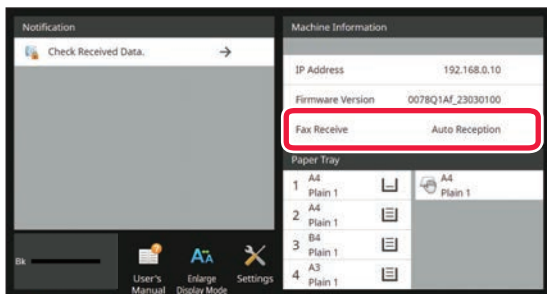 Notification
Check Received Data.
Machine Information
IP Address 192.168.0.10
Firmware Version 0078Q1Af_23030100
Fax Receive Auto Reception
Paper Tray
1 A4
Plain 1
A4
Plain 1
2 A4
Plain 1
3 B4
Plain 1
4 A3
Plain 1
Bk
User's
Manual
Enlarge
Display Mode
Settings